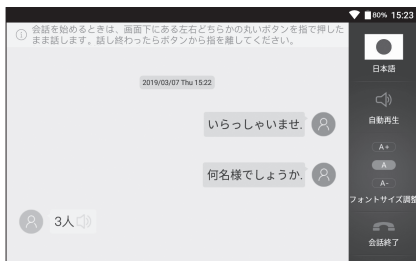 80% 15:23
会話を始めるときは、画面下にある左右どちらかの丸いボタンを指で押した
まま話します。話し終わったらボタンから指を離してください。
日本語
2019/03/07 Thu 15:22
いらっしゃいませ.
自動再生
何名様でしょうか.
A+
A
A-
フォントサイズ調整
3人
会話終了